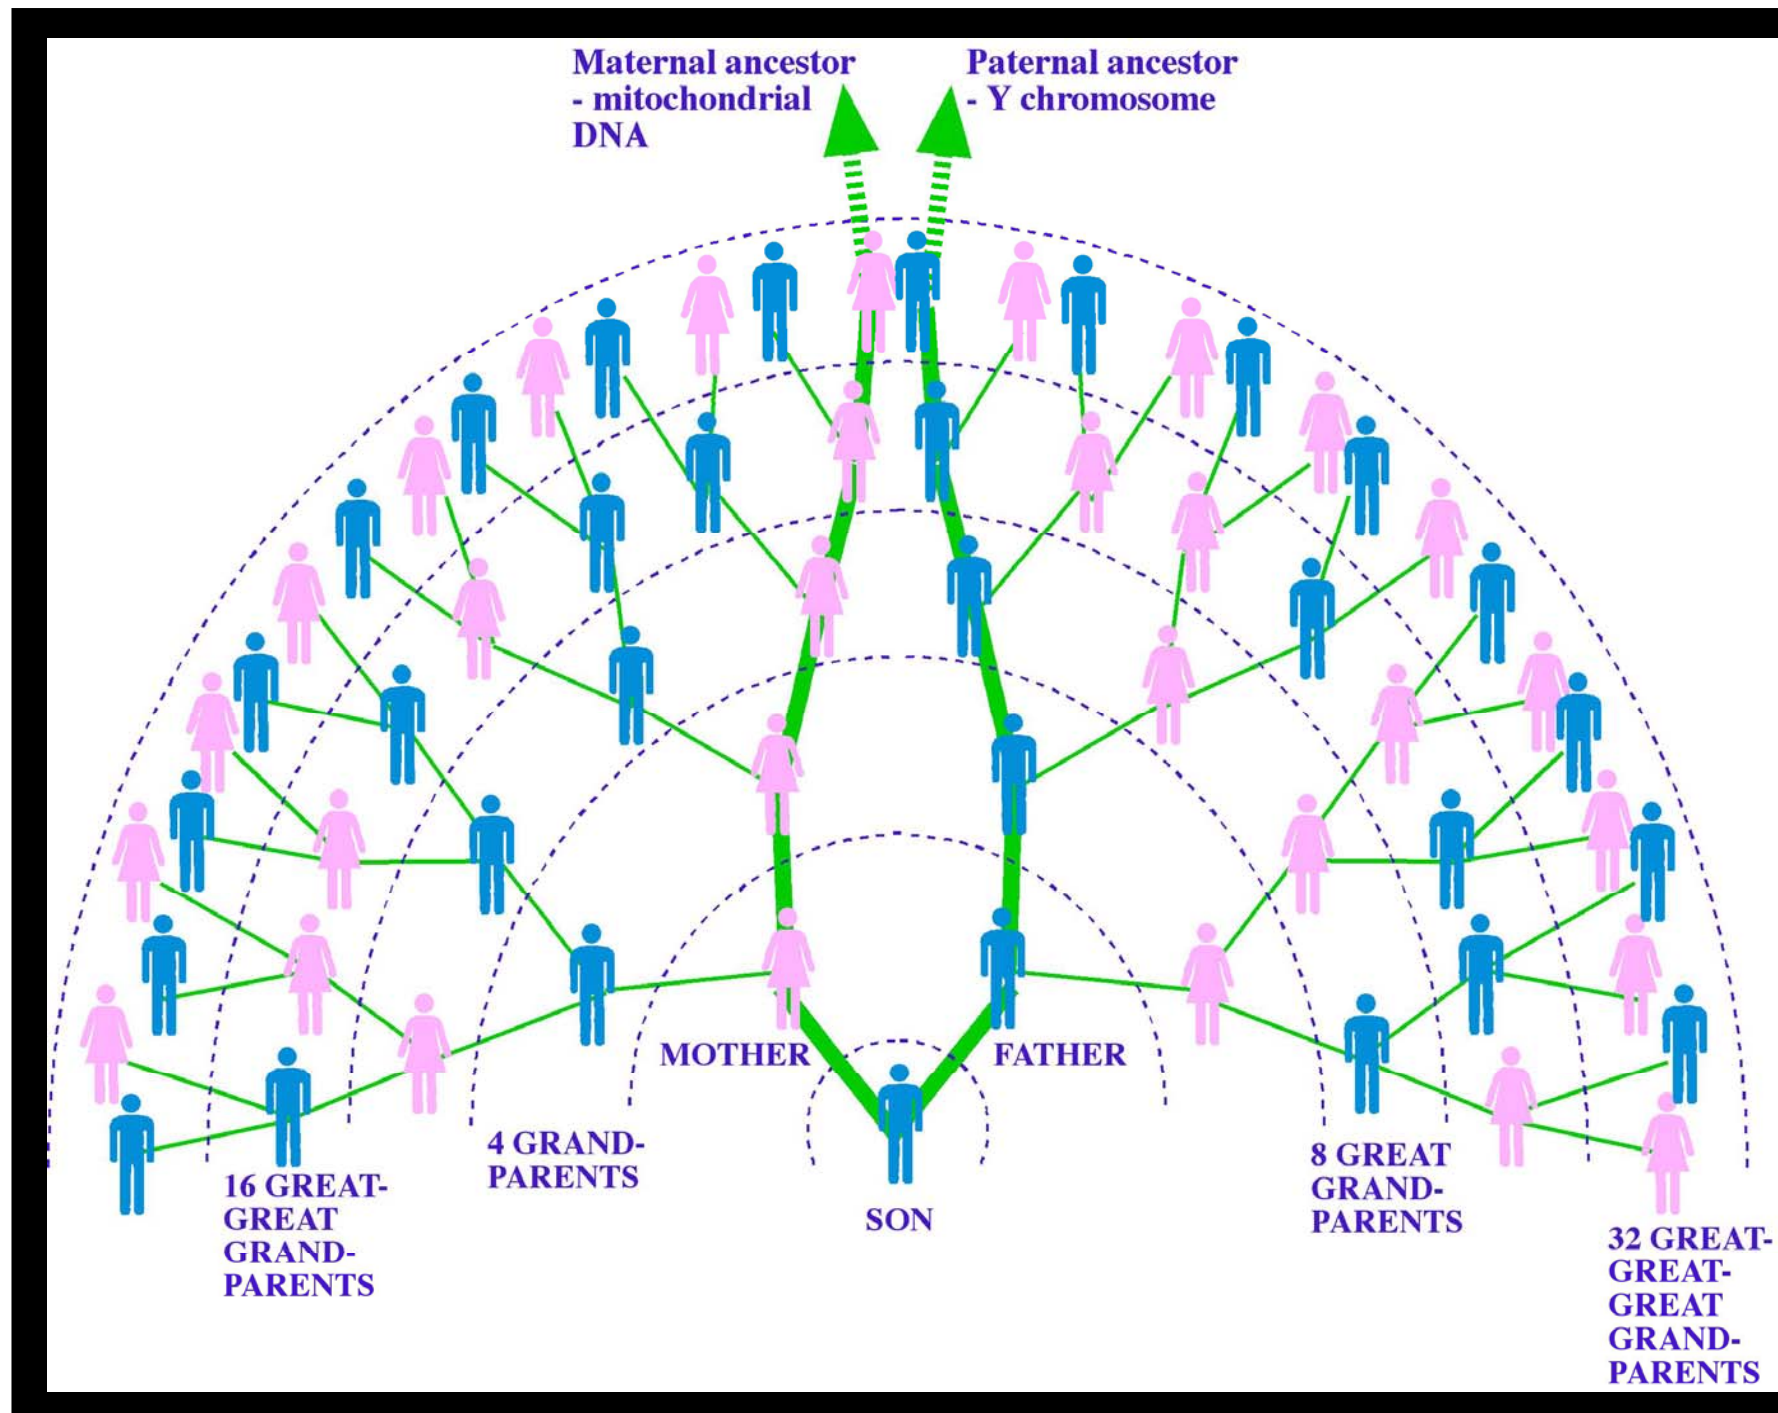 Maternal ancestor
- mitochondrial
DNA
Paternal ancestor
- Y chromosome
MOTHER
FATHER
4 GRAND-
PARENTS
SON
8 GREAT
GRAND-
PARENTS
16 GREAT-
GREAT
GRAND-
PARENTS
32 GREAT-
GREAT-
GREAT
GRAND-
PARENTS